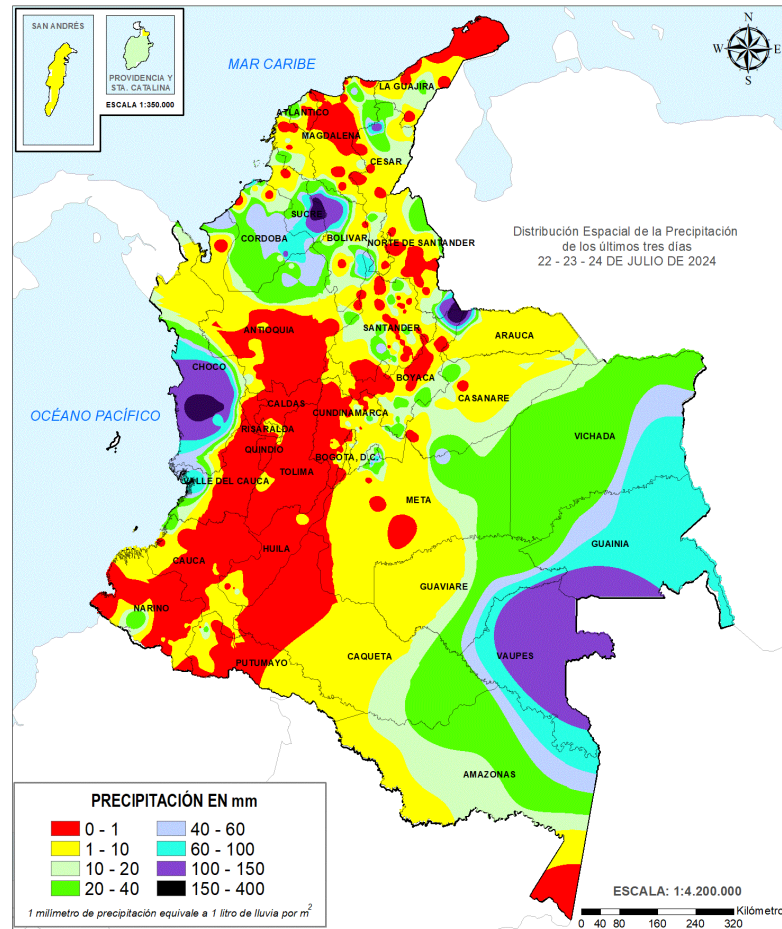 SAN ANDRÉS
PROVIDENCIA Y
STA. CATALINA
ESCALA 1:350.000
MAR CARIBE
N
W E
S
LA GUAJIRA
ATLANTICO
MAGDALENA
CESAR
SUCRE
CORDOBA
BOLIVAR
NORTE DE SANTANDER
Distribución Espacial de la Precipitación
de los últimos tres días
22 - 23 - 24 DE JULIO DE 2024
ANTIOQUIA
SANTANDER
ARAUCA
CHOCO
BOYACA
CASANARE
OCÉANO PACÍFICO
CALDAS
CUNDINAMARCA
RISARALDA
VICHADA
QUINDIO
BOGOTA, D.C.
TOLIMA
VALLE DEL CAUCA
META
GUAINIA
HUILA
CAUCA
GUAVIARE
NARIÑO
VAUPES
CAQUETA
PUTUMAYO
AMAZONAS
PRECIPITACIÓN EN mm
0 - 1
1 - 10
10 - 20
20 - 40
40 - 60
60 - 100
100 - 150
150 - 400
1 milímetro de precipitación equivale a 1 litro de lluvia por m²
ESCALA: 1:4.200.000
Kilómetro
0 40 80 160 240 320